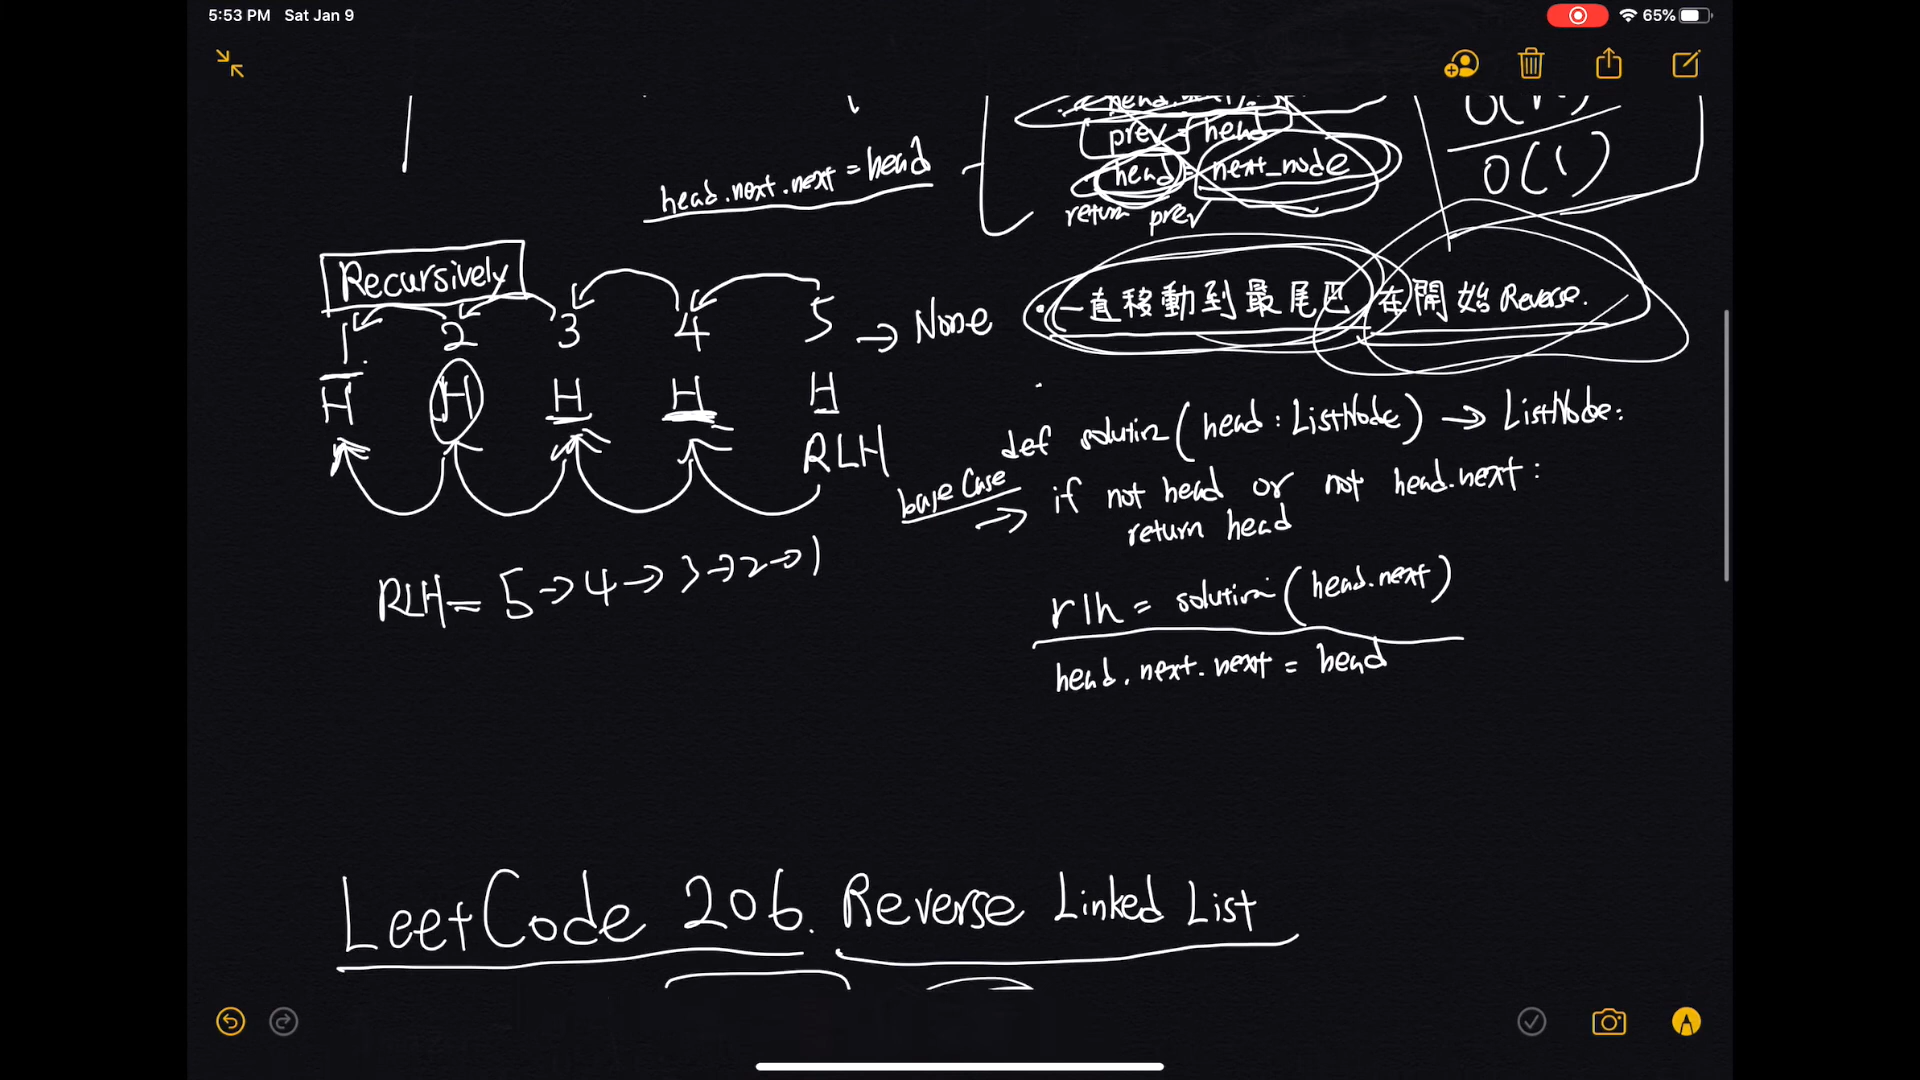 5:53 PM Sat Jan 9
65%
prev = head
head = next_node
return prev
O(1)
head.next.next = head
Recursively
1 2 3 4 5 → None
H H H H H
RLH
RLH = 5→4→3→2→1
· 一直移動到最尾巴 在開始 Reverse.
def solution (head : ListNode) → ListNode:
base case → if not head or not head.next :
return head
rlh = solution (head.next)
head.next.next = head
LeetCode 206. Reverse Linked List